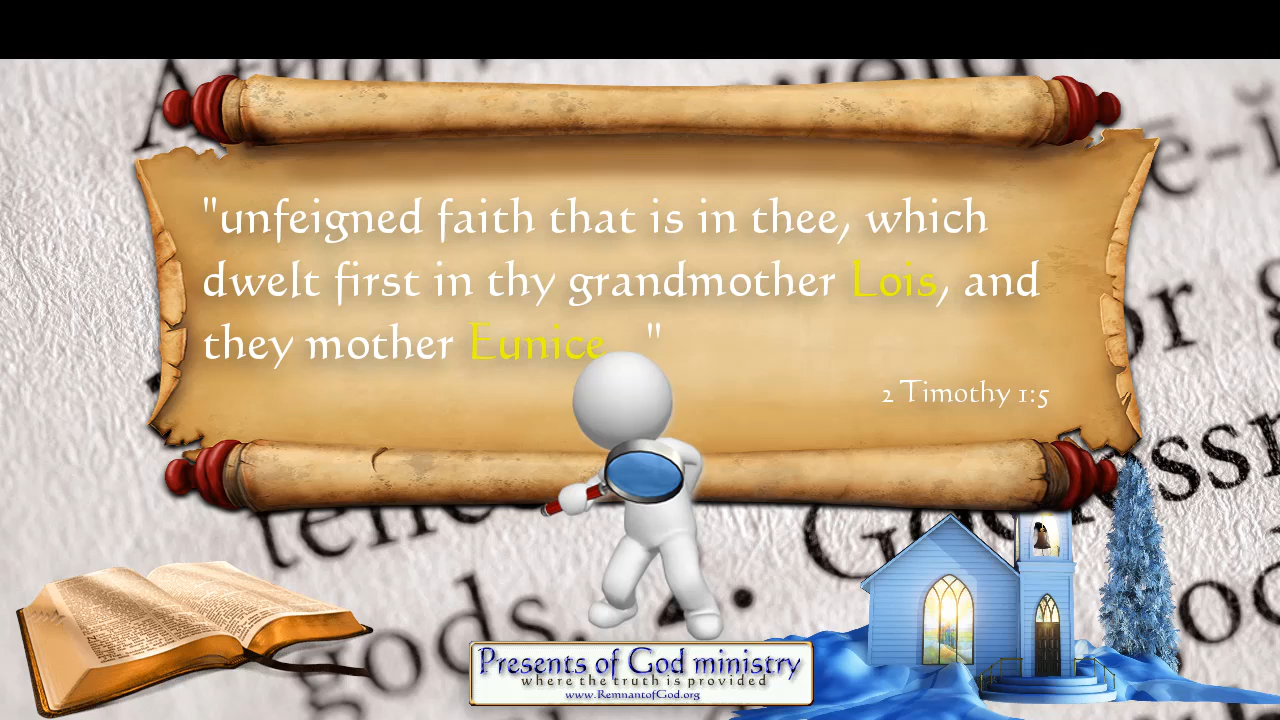 "unfeigned faith that is in thee, which
dwelt first in thy grandmother Lois, and
they mother Eunice "
2 Timothy 1:5
Presents of God ministry
where the truth is provided
www.RemnantofGod.org